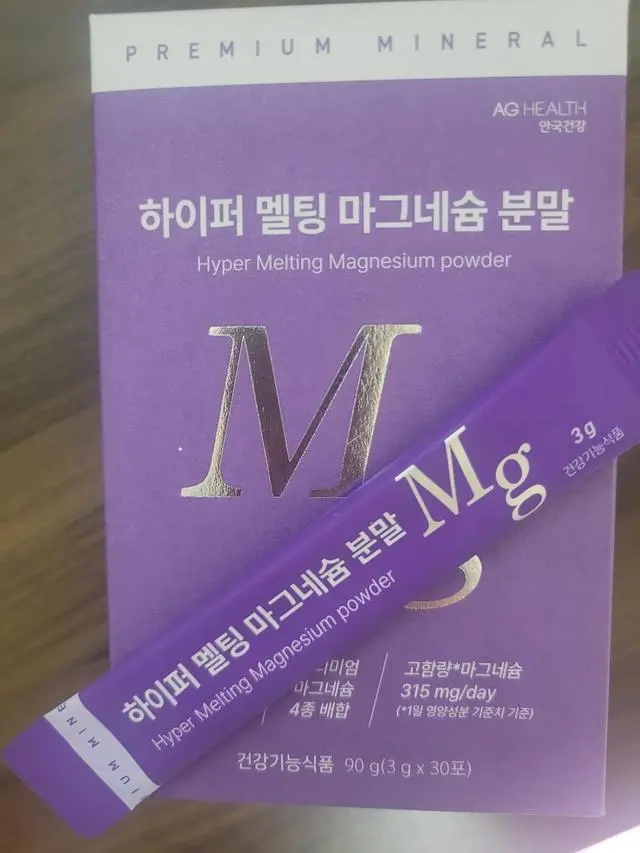 PREMIUM MINERAL
AG HEALTH
안국건강
하이퍼 멜팅 마그네슘 분말
Hyper Melting Magnesium powder
M
3g
건강기능식품
Mg
하이퍼 멜팅 마그네슘 분말
Hyper Melting Magnesium powder
마그네슘
4종 배합
고함량*마그네슘
315 mg/day
(*1일 영양성분 기준치 기준)
건강기능식품 90 g(3 g x 30포)